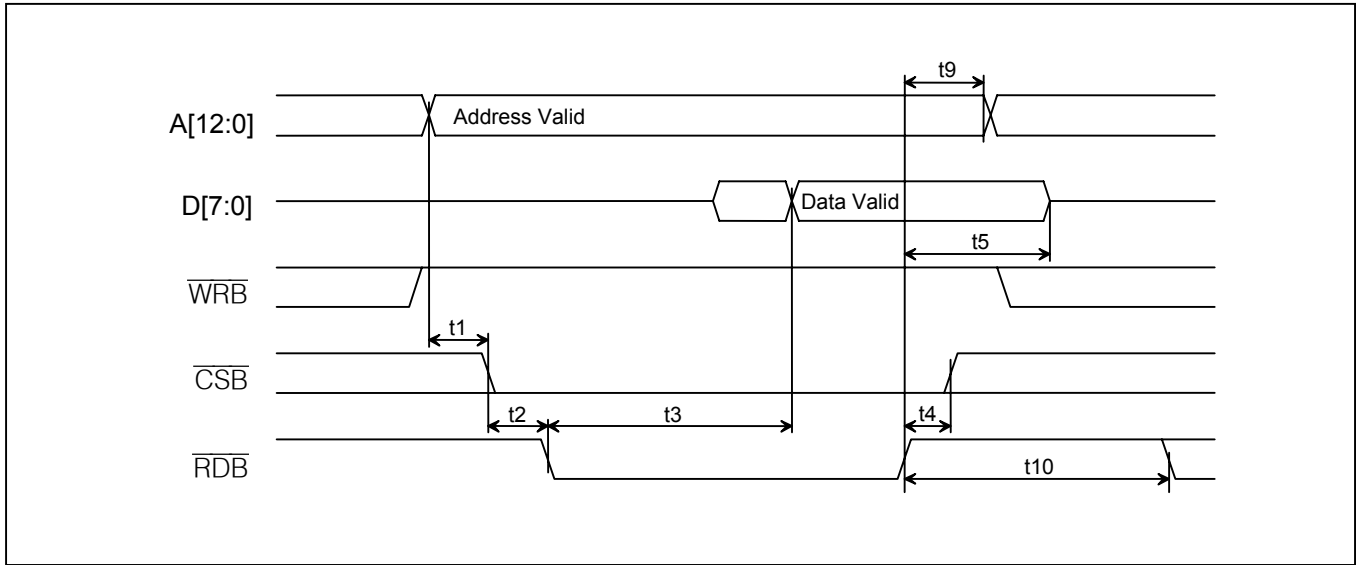 t9
A[12:0]
Address Valid
D[7:0]
Data Valid
t5
WRB
t1
CSB
t2
t3
t4
RDB
t10